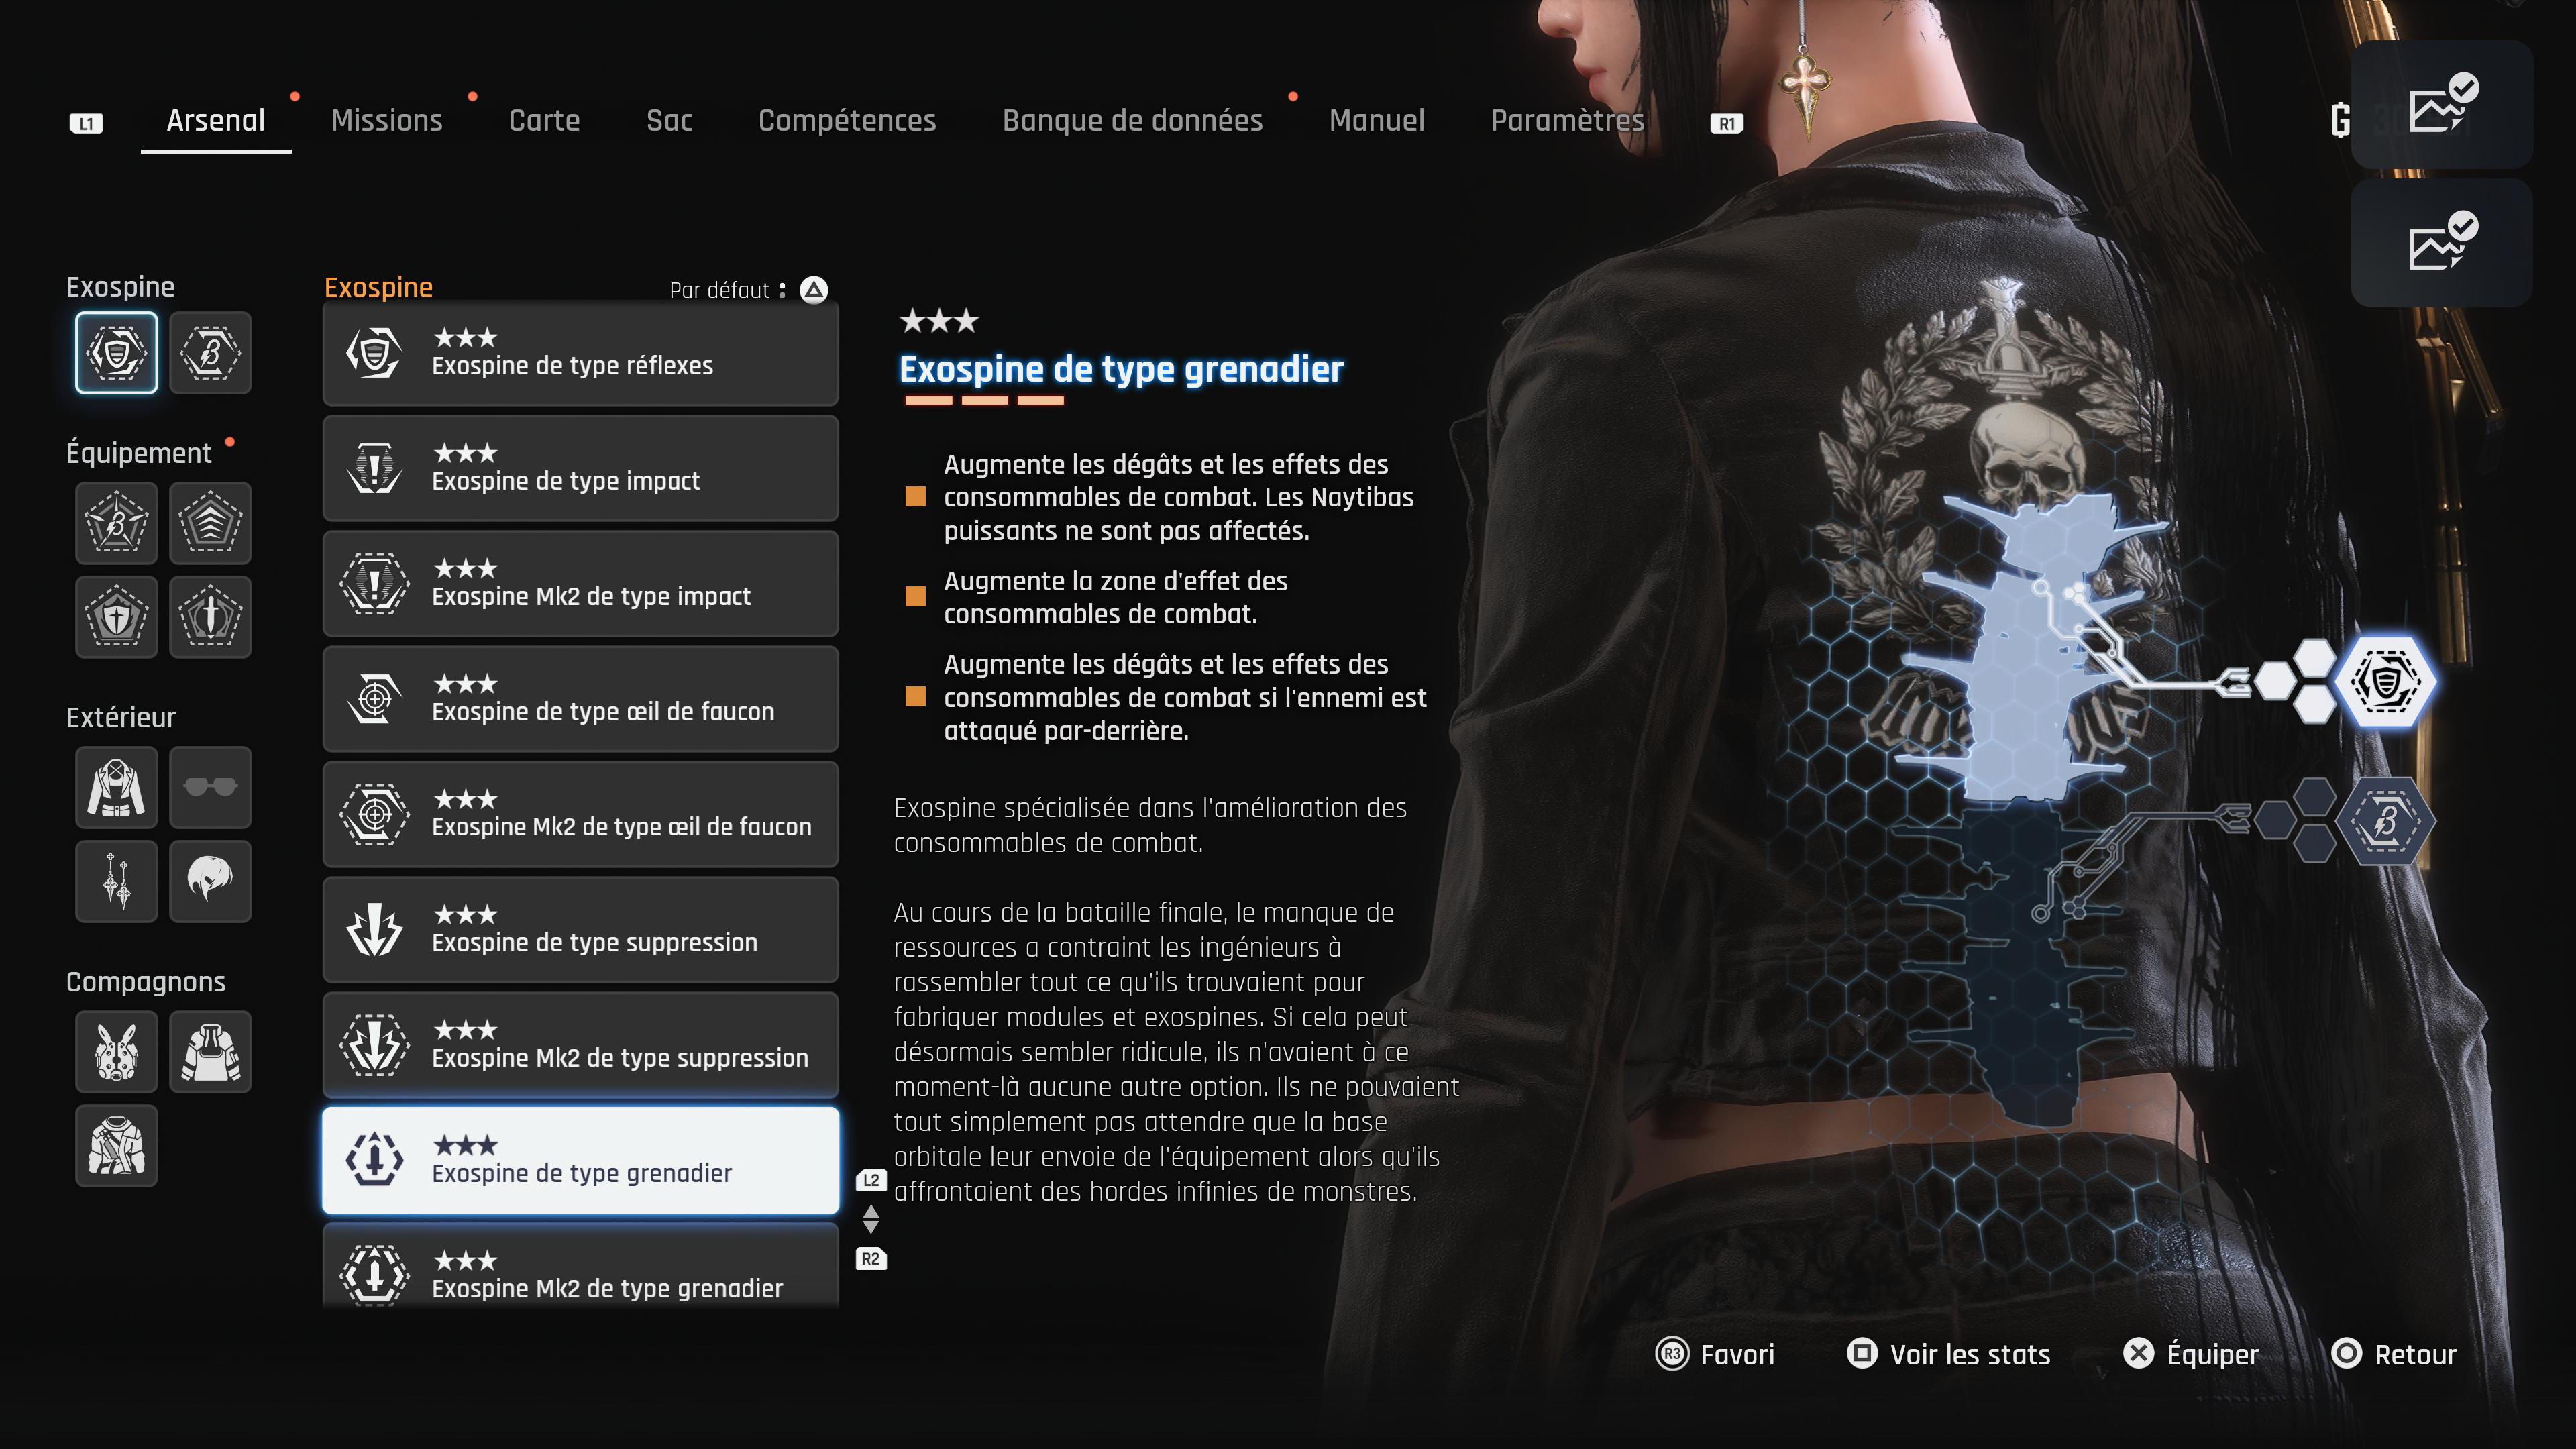 L1
Arsenal
Missions
Carte
Sac
Compétences
Banque de données
Manuel
Paramètres
R1
Exospine
Équipement
Extérieur
Compagnons
Exospine
Par défaut :
Exospine de type réflexes
Exospine de type impact
Exospine Mk2 de type impact
Exospine de type œil de faucon
Exospine Mk2 de type œil de faucon
Exospine de type suppression
Exospine Mk2 de type suppression
Exospine de type grenadier
Exospine Mk2 de type grenadier
L2
R2
Exospine de type grenadier
Augmente les dégâts et les effets des
consommables de combat. Les Naytibas
puissants ne sont pas affectés.
Augmente la zone d'effet des
consommables de combat.
Augmente les dégâts et les effets des
consommables de combat si l'ennemi est
attaqué par-derrière.
Exospine spécialisée dans l'amélioration des
consommables de combat.
Au cours de la bataille finale, le manque de
ressources a contraint les ingénieurs à
rassembler tout ce qu'ils trouvaient pour
fabriquer modules et exospines. Si cela peut
désormais sembler ridicule, ils n'avaient à ce
moment-là aucune autre option. Ils ne pouvaient
tout simplement pas attendre que la base
orbitale leur envoie de l'équipement alors qu'ils
affrontaient des hordes infinies de monstres.
R3 Favori
Voir les stats
Équiper
Retour